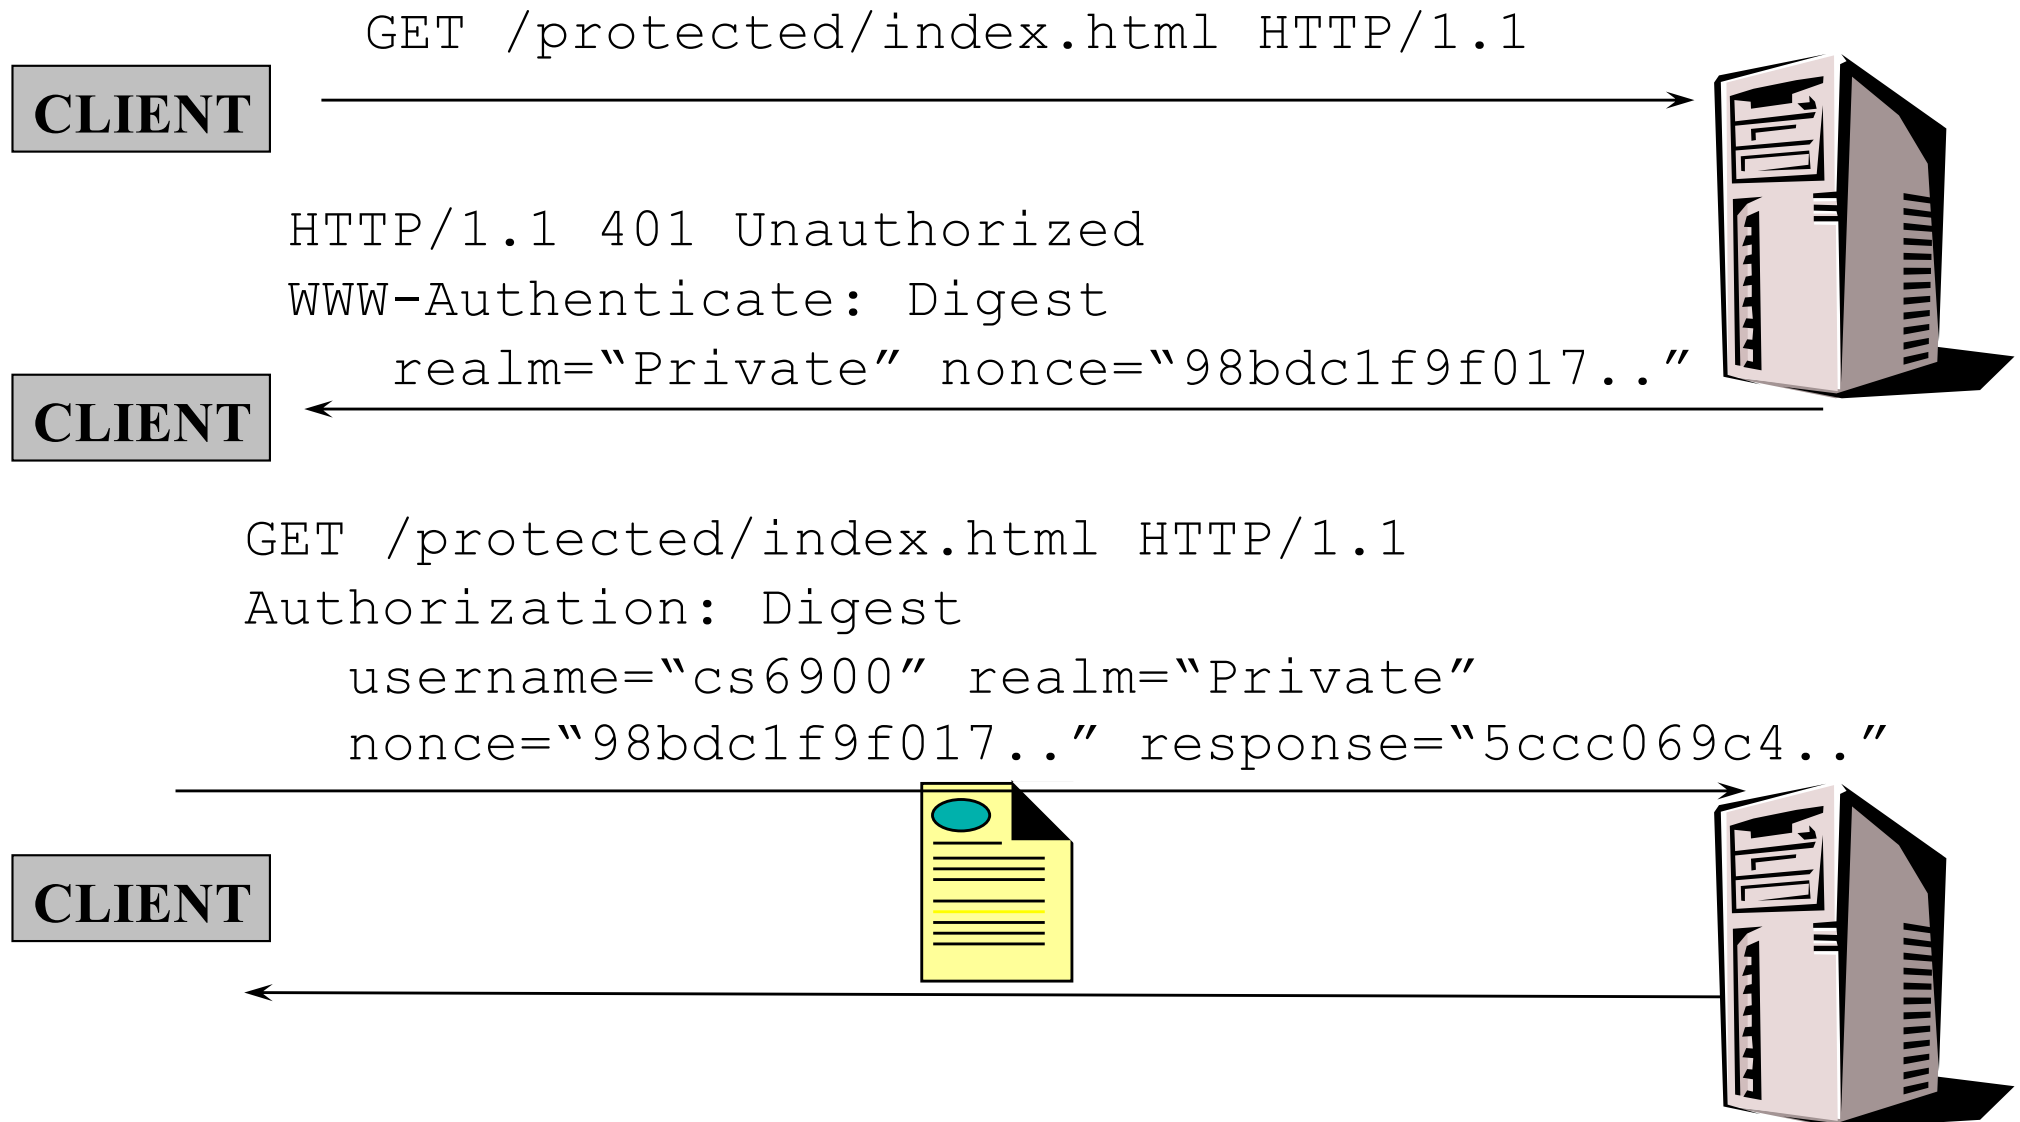 GET /protected/index.html HTTP/1.1
CLIENT
HTTP/1.1 401 Unauthorized
WWW-Authenticate: Digest
realm=“Private” nonce=“98bdc1f9f017..”
CLIENT
GET /protected/index.html HTTP/1.1
Authorization: Digest
username=“cs6900” realm=“Private”
nonce=“98bdc1f9f017..” response=“5ccc069c4..”
CLIENT